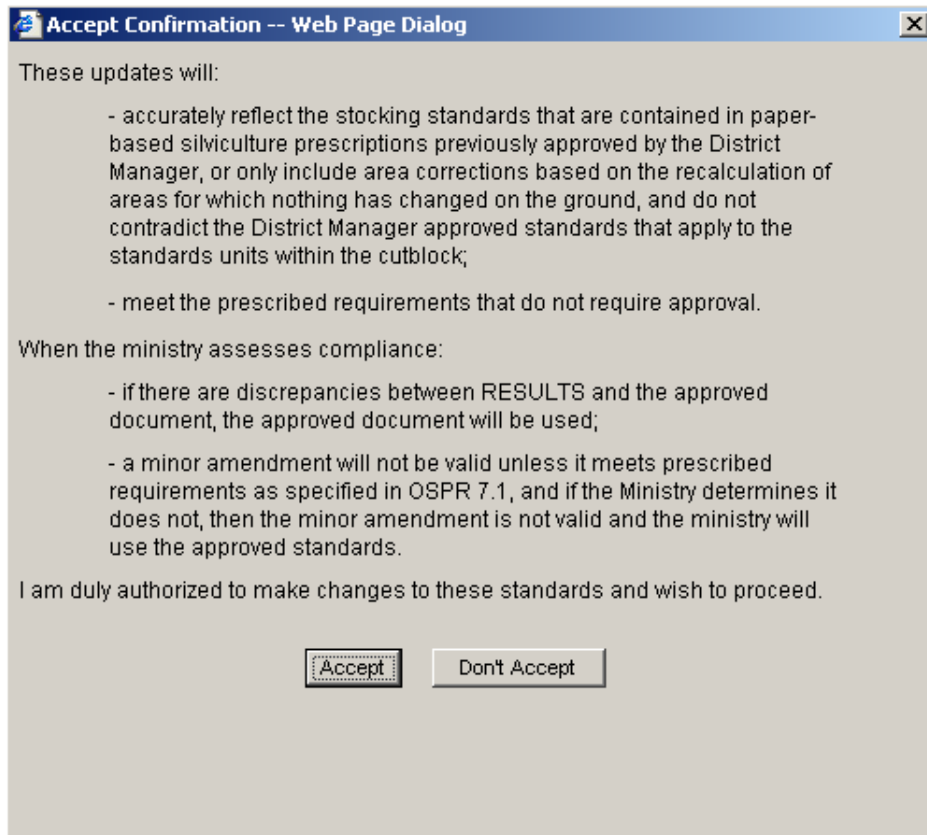 Accept Confirmation -- Web Page Dialog
These updates will:
- accurately reflect the stocking standards that are contained in paper-
based silviculture prescriptions previously approved by the District
Manager, or only include area corrections based on the recalculation of
areas for which nothing has changed on the ground, and do not
contradict the District Manager approved standards that apply to the
standards units within the cutblock;
- meet the prescribed requirements that do not require approval.
When the ministry assesses compliance:
- if there are discrepancies between RESULTS and the approved
document, the approved document will be used;
- a minor amendment will not be valid unless it meets prescribed
requirements as specified in OSPR 7.1, and if the Ministry determines it
does not, then the minor amendment is not valid and the ministry will
use the approved standards.
I am duly authorized to make changes to these standards and wish to proceed.
Accept Don't Accept